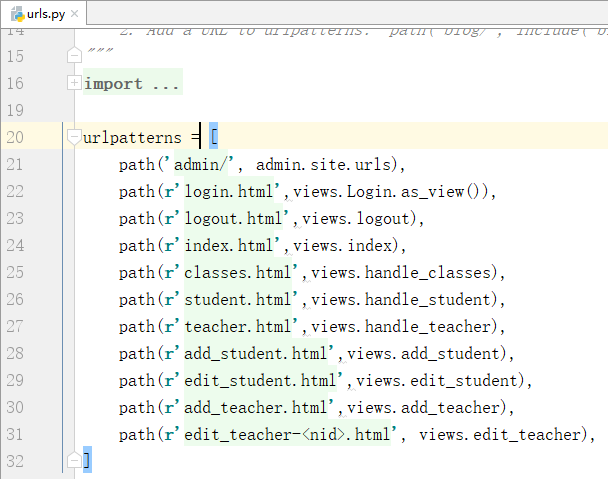 urls.py
14 2. Add a URL to urlpatterns: path('blog/', include('b
15 """
16 import ...
19
20 urlpatterns = [
21 path('admin/', admin.site.urls),
22 path(r'login.html',views.Login.as_view()),
23 path(r'logout.html',views.logout),
24 path(r'index.html',views.index),
25 path(r'classes.html',views.handle_classes),
26 path(r'student.html',views.handle_student),
27 path(r'teacher.html',views.handle_teacher),
28 path(r'add_student.html',views.add_student),
29 path(r'edit_student.html',views.edit_student),
30 path(r'add_teacher.html',views.add_teacher),
31 path(r'edit_teacher-<nid>.html', views.edit_teacher),
32 ]